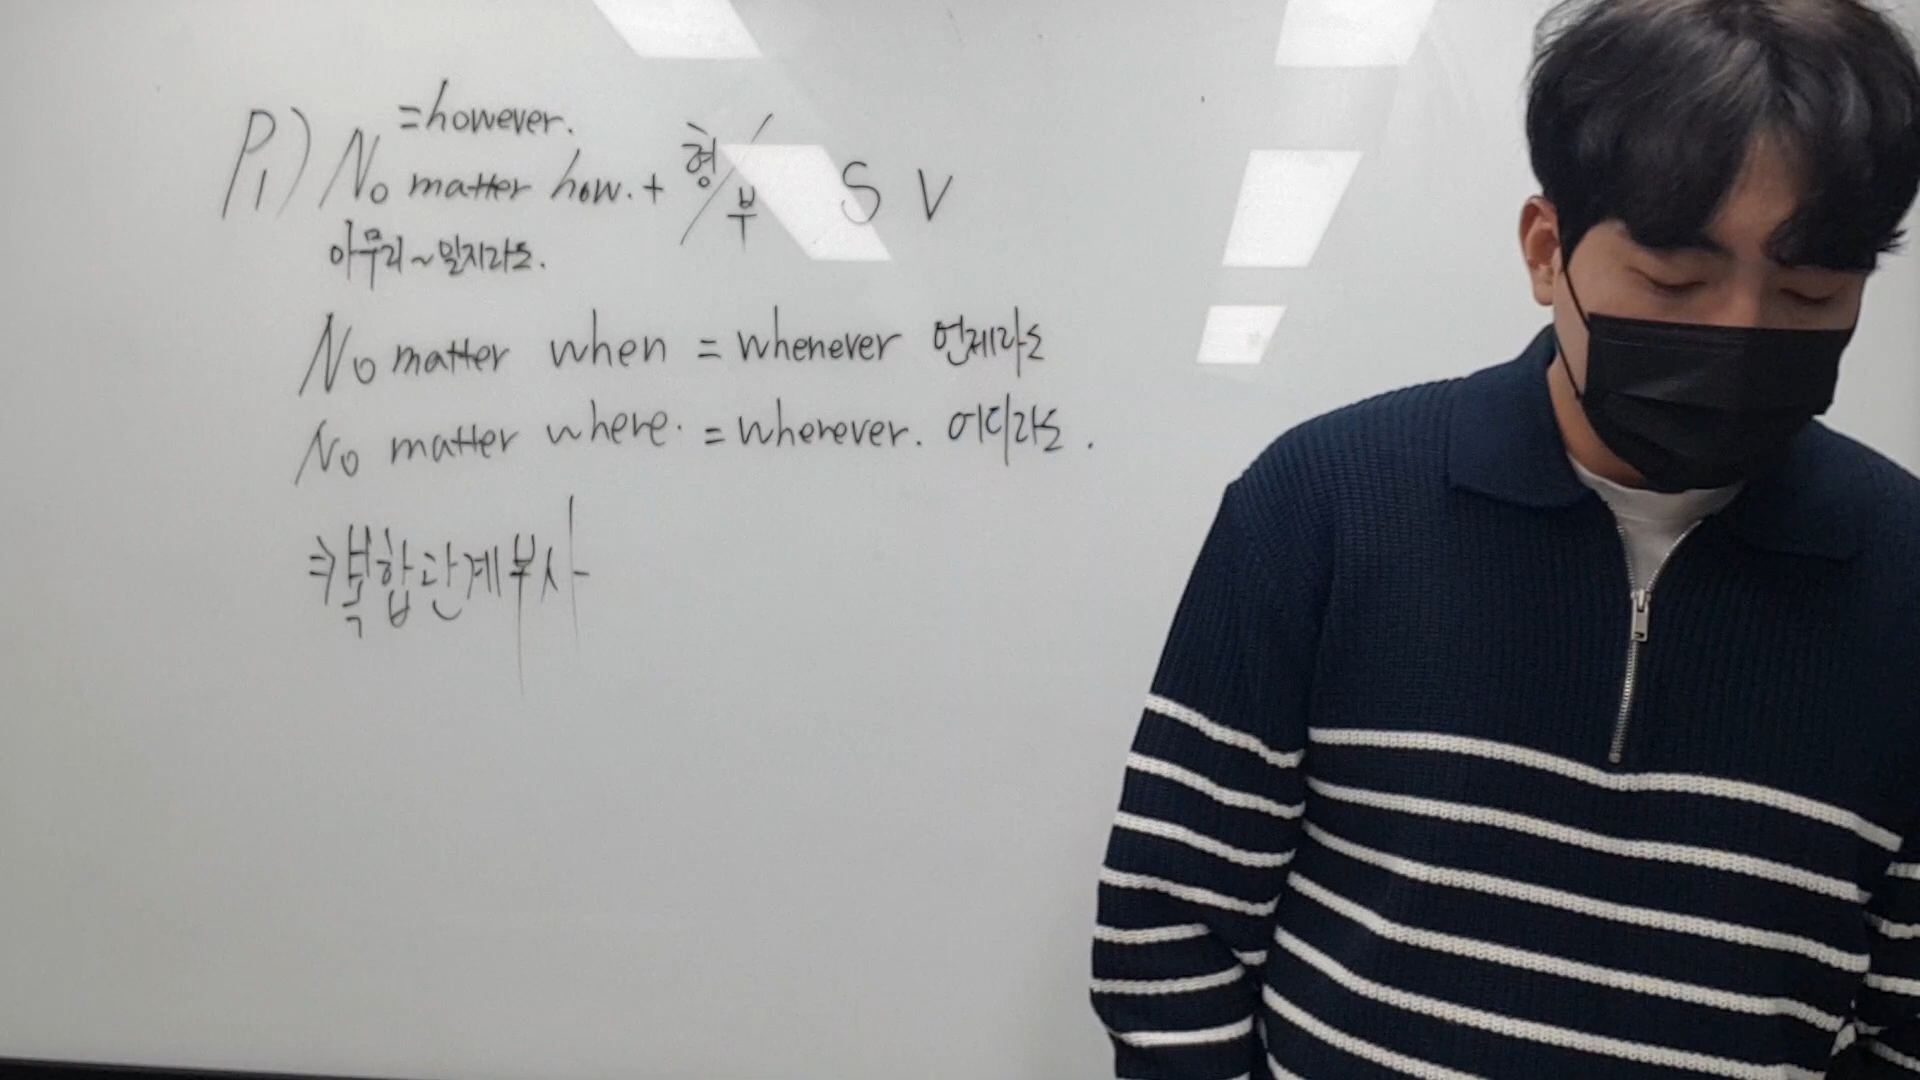 =however.
P1) No matter how. + 형/부 S V
아무리~일지라도.
No matter when = whenever 언제라도
No matter where. = wherever. 어디라도.
⇒복합관계부사